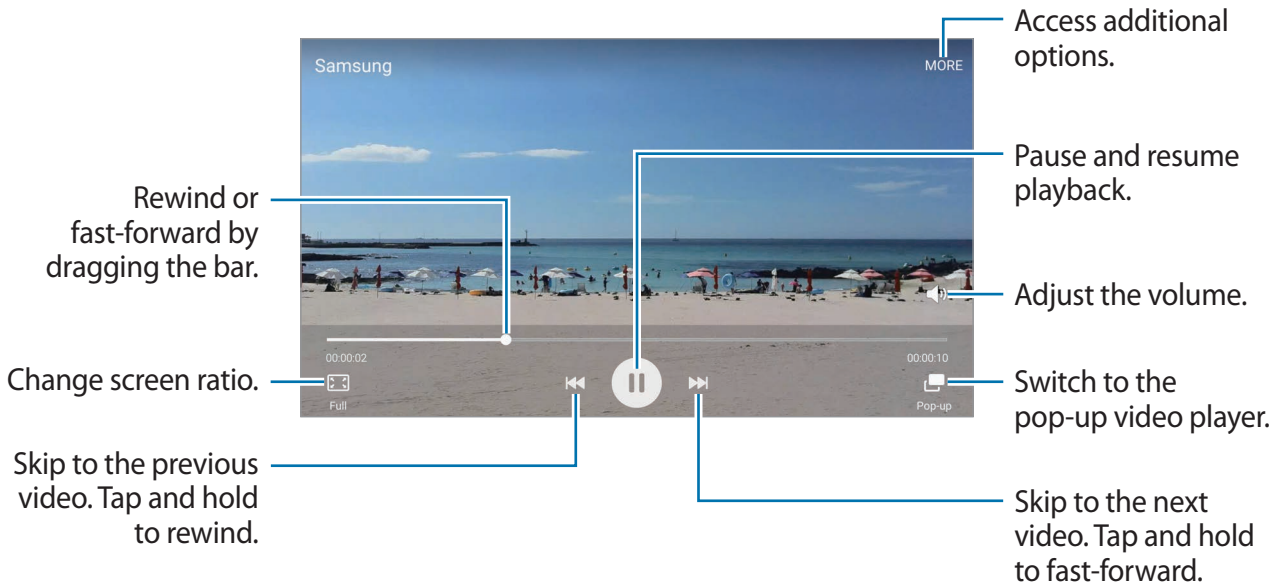 Access additional
options.
Samsung
MORE
Pause and resume
playback.
Rewind or
fast-forward by
dragging the bar.
Adjust the volume.
00:00:02
00:00:10
Change screen ratio.
Full
Pop-up
Switch to the
pop-up video player.
Skip to the previous
video. Tap and hold
to rewind.
Skip to the next
video. Tap and hold
to fast-forward.